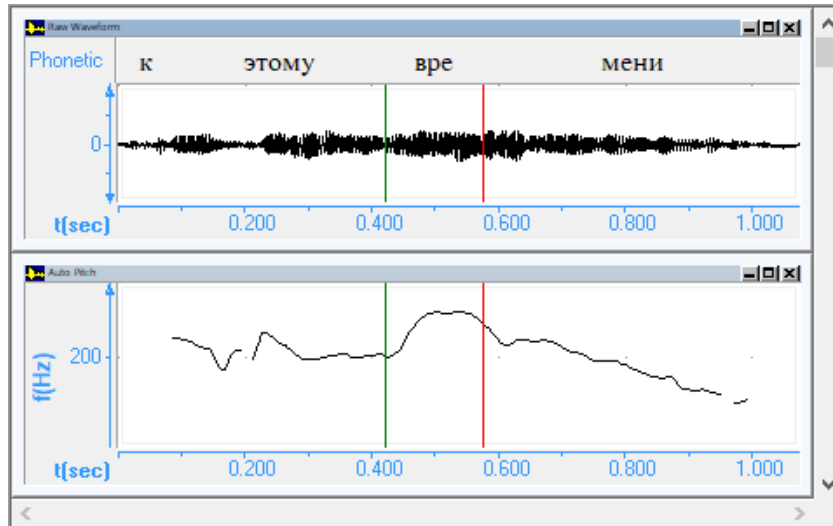 Raw Waveform
Phonetic к этому вре мени
0
t(sec) 0.200 0.400 0.600 0.800 1.000
Auto Pitch
f(Hz) 200
t(sec) 0.200 0.400 0.600 0.800 1.000